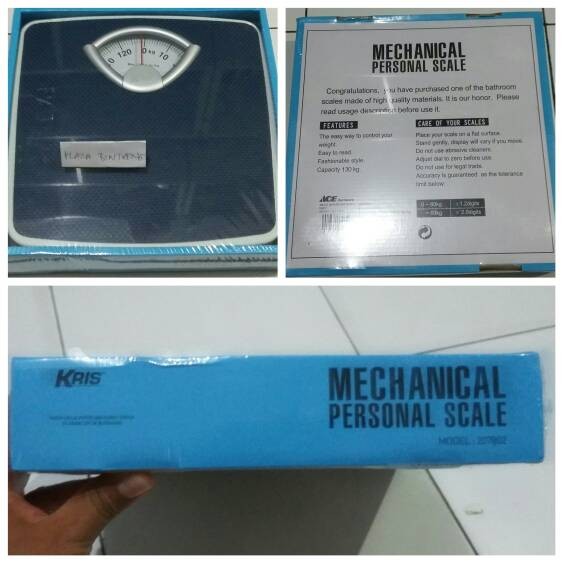 120
0 kg
10
MECHANICAL
PERSONAL SCALE
Congratulations, you have purchased one of the bathroom
scales made of high quality materials. It is our honor. Please
read usage description before use it.
FEATURES
The easy way to control your
weight.
Easy to read.
Fashionable style.
Capacity 130 kg.
CARE OF YOUR SCALES
Place your scale on a flat surface.
Stand gently, display will vary if you move.
Do not use abrasive cleaners.
Adjust dial to zero before use.
Do not use for legal trade.
Accuracy is guaranteed as the tolerance
limit below:
ACE Hardware
KRIS
MECHANICAL
PERSONAL SCALE
MODEL :